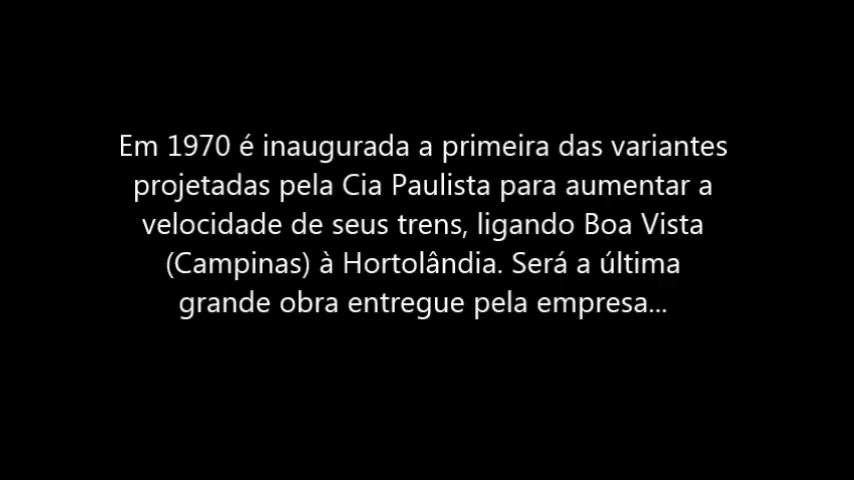 Em 1970 é inaugurada a primeira das variantes
projetadas pela Cia Paulista para aumentar a
velocidade de seus trens, ligando Boa Vista
(Campinas) à Hortolândia. Será a última
grande obra entregue pela empresa...